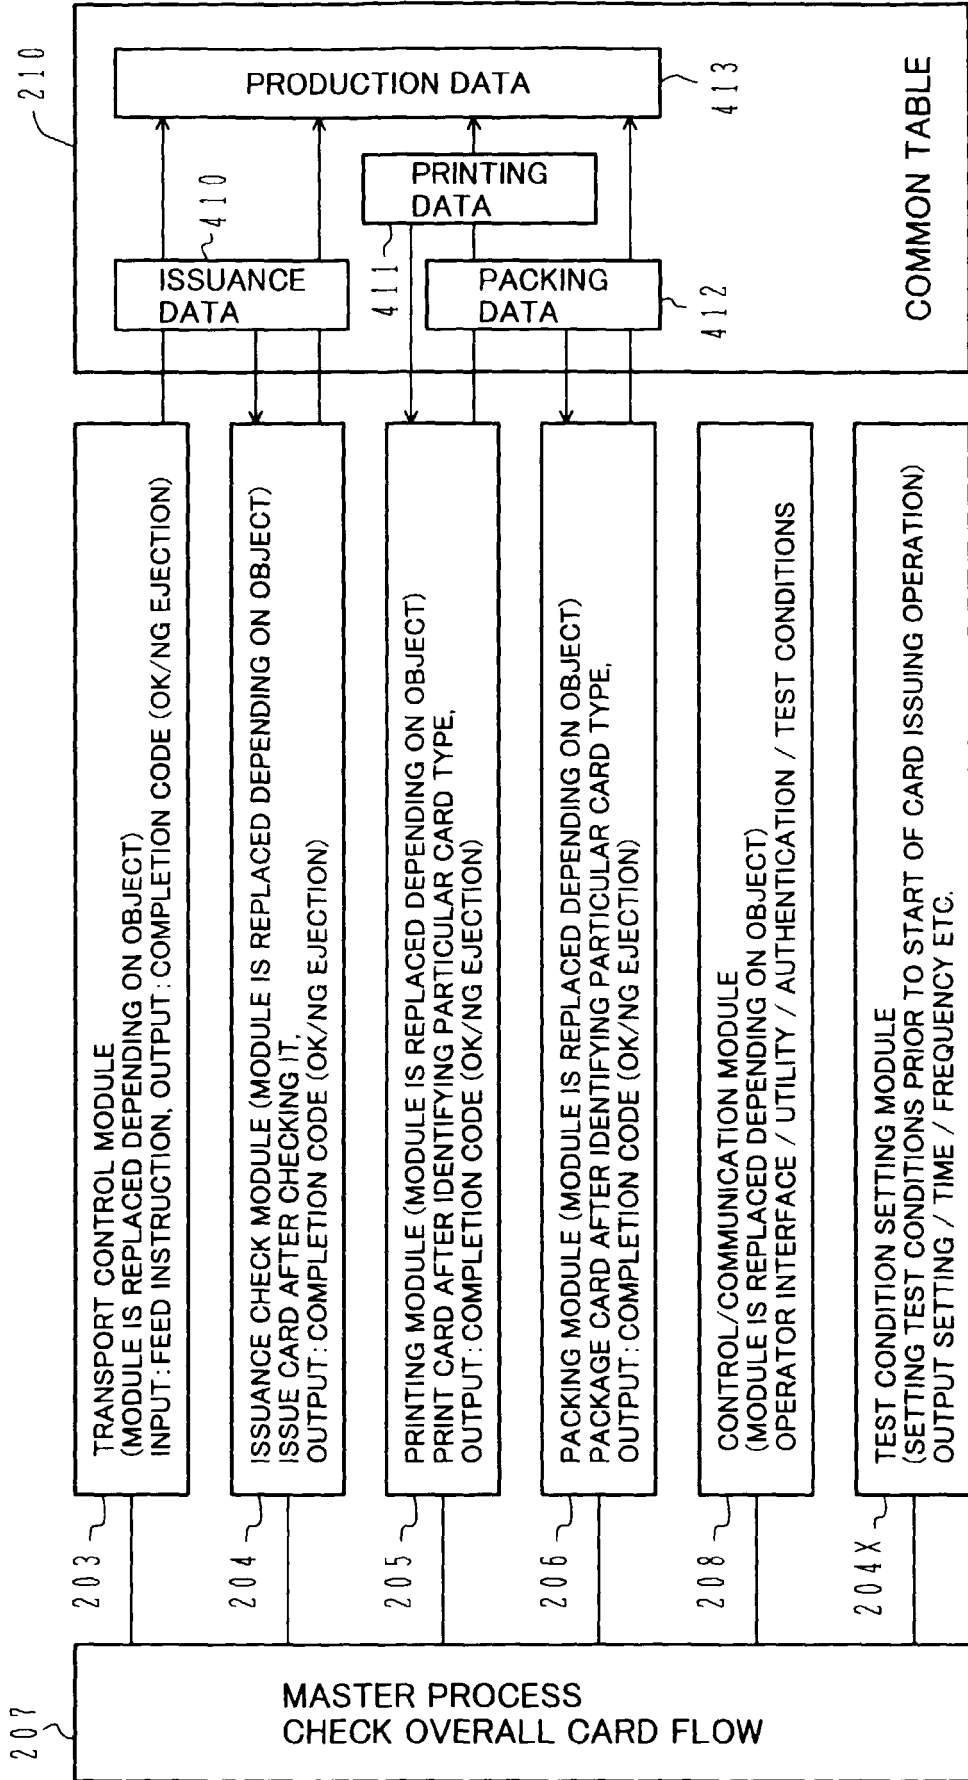 207
MASTER PROCESS
CHECK OVERALL CARD FLOW
203
TRANSPORT CONTROL MODULE
(MODULE IS REPLACED DEPENDING ON OBJECT)
INPUT: FEED INSTRUCTION, OUTPUT: COMPLETION CODE (OK/NG EJECTION)
204
ISSUANCE CHECK MODULE (MODULE IS REPLACED DEPENDING ON OBJECT)
ISSUE CARD AFTER CHECKING IT,
OUTPUT: COMPLETION CODE (OK/NG EJECTION)
205
PRINTING MODULE (MODULE IS REPLACED DEPENDING ON OBJECT)
PRINT CARD AFTER IDENTIFYING PARTICULAR CARD TYPE,
OUTPUT: COMPLETION CODE (OK/NG EJECTION)
206
PACKING MODULE (MODULE IS REPLACED DEPENDING ON OBJECT)
PACKAGE CARD AFTER IDENTIFYING PARTICULAR CARD TYPE,
OUTPUT: COMPLETION CODE (OK/NG EJECTION)
208
CONTROL/COMMUNICATION MODULE
(MODULE IS REPLACED DEPENDING ON OBJECT)
OPERATOR INTERFACE / UTILITY / AUTHENTICATION / TEST CONDITIONS
204X
TEST CONDITION SETTING MODULE
(SETTING TEST CONDITIONS PRIOR TO START OF CARD ISSUING OPERATION)
OUTPUT SETTING / TIME / FREQUENCY ETC.
210
PRODUCTION DATA
413
ISSUANCE
DATA
410
PRINTING
DATA
411
PACKING
DATA
412
COMMON TABLE